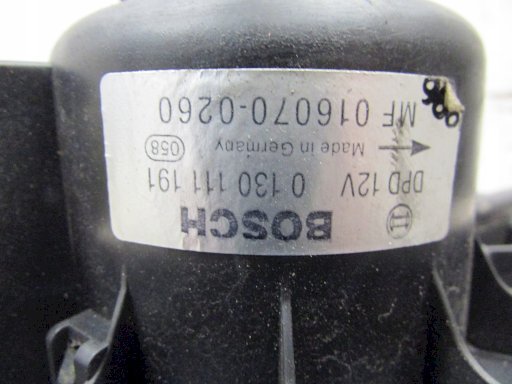 BOSCH
DPD 12V 0 130 111 191
Made in Germany 058
MF 016070-0260